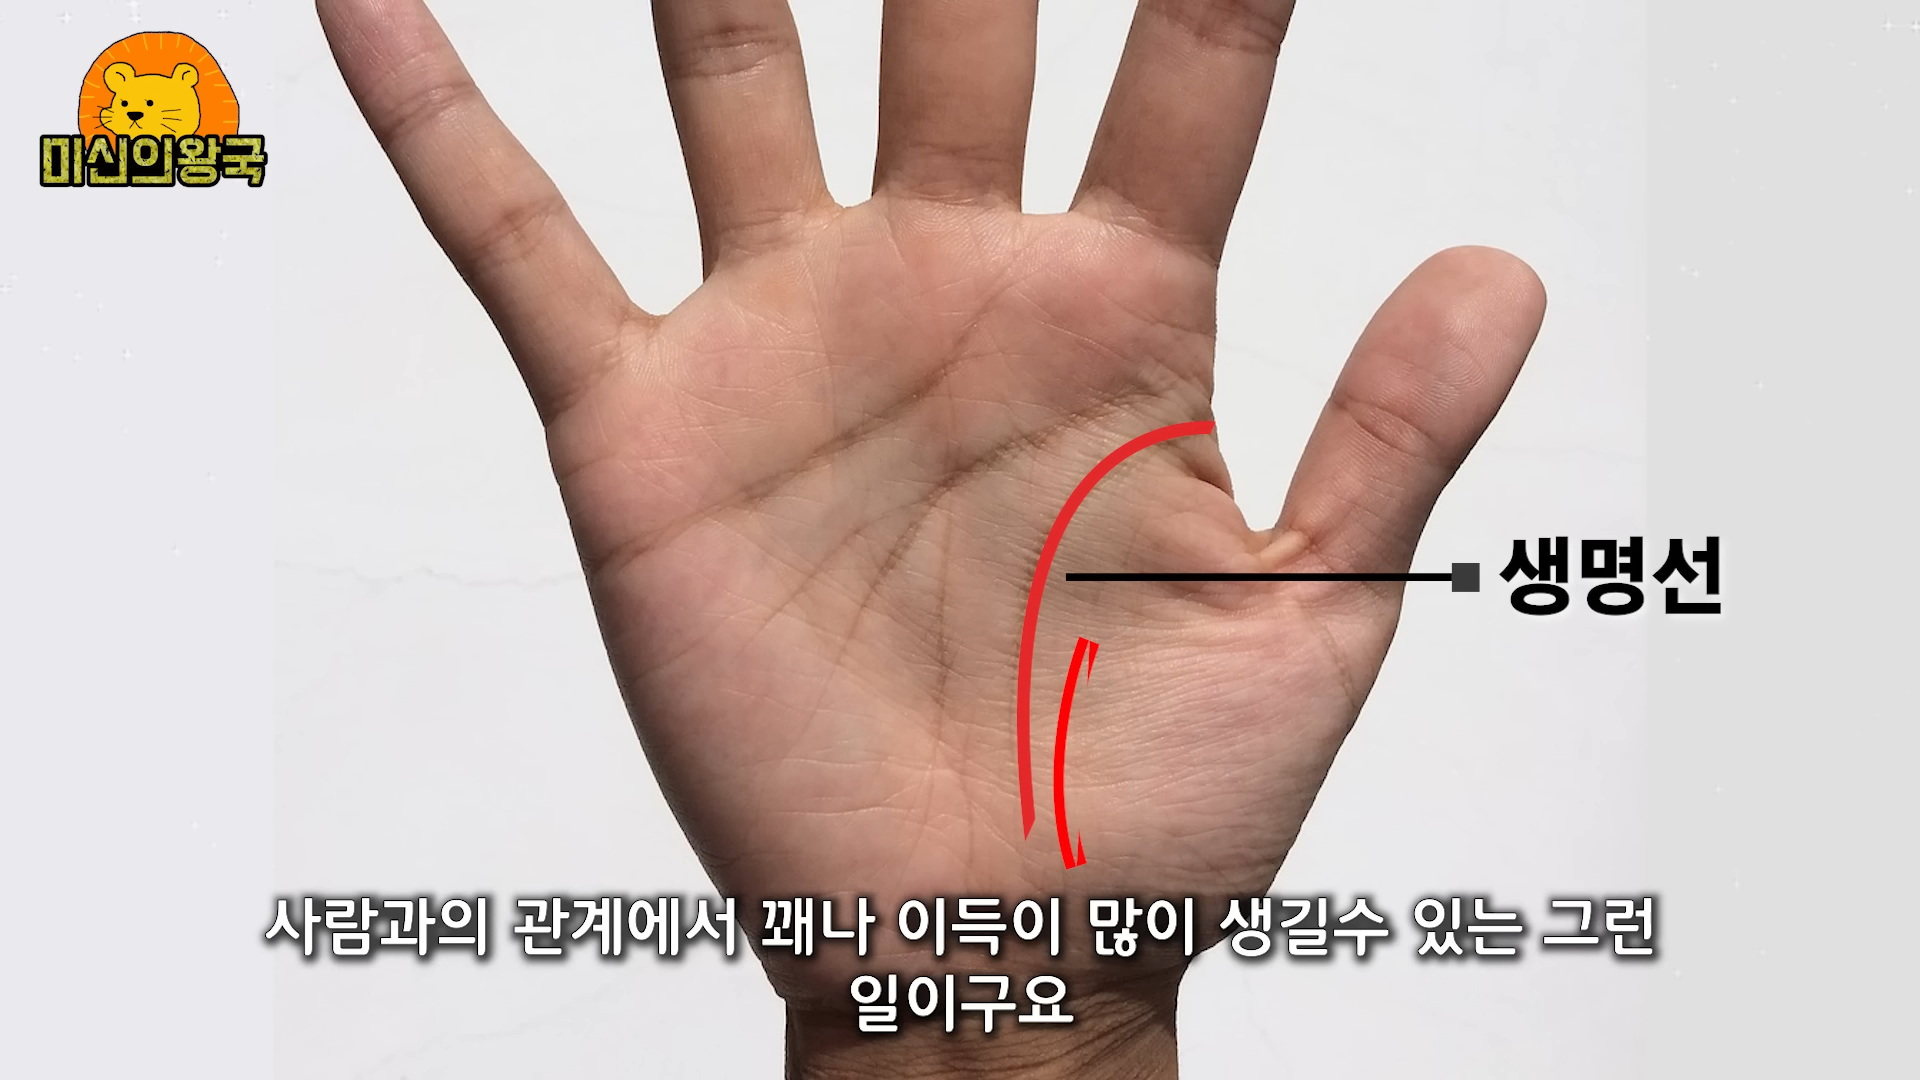 미신의왕국
생명선
사람과의 관계에서 꽤나 이득이 많이 생길수 있는 그런
일이구요